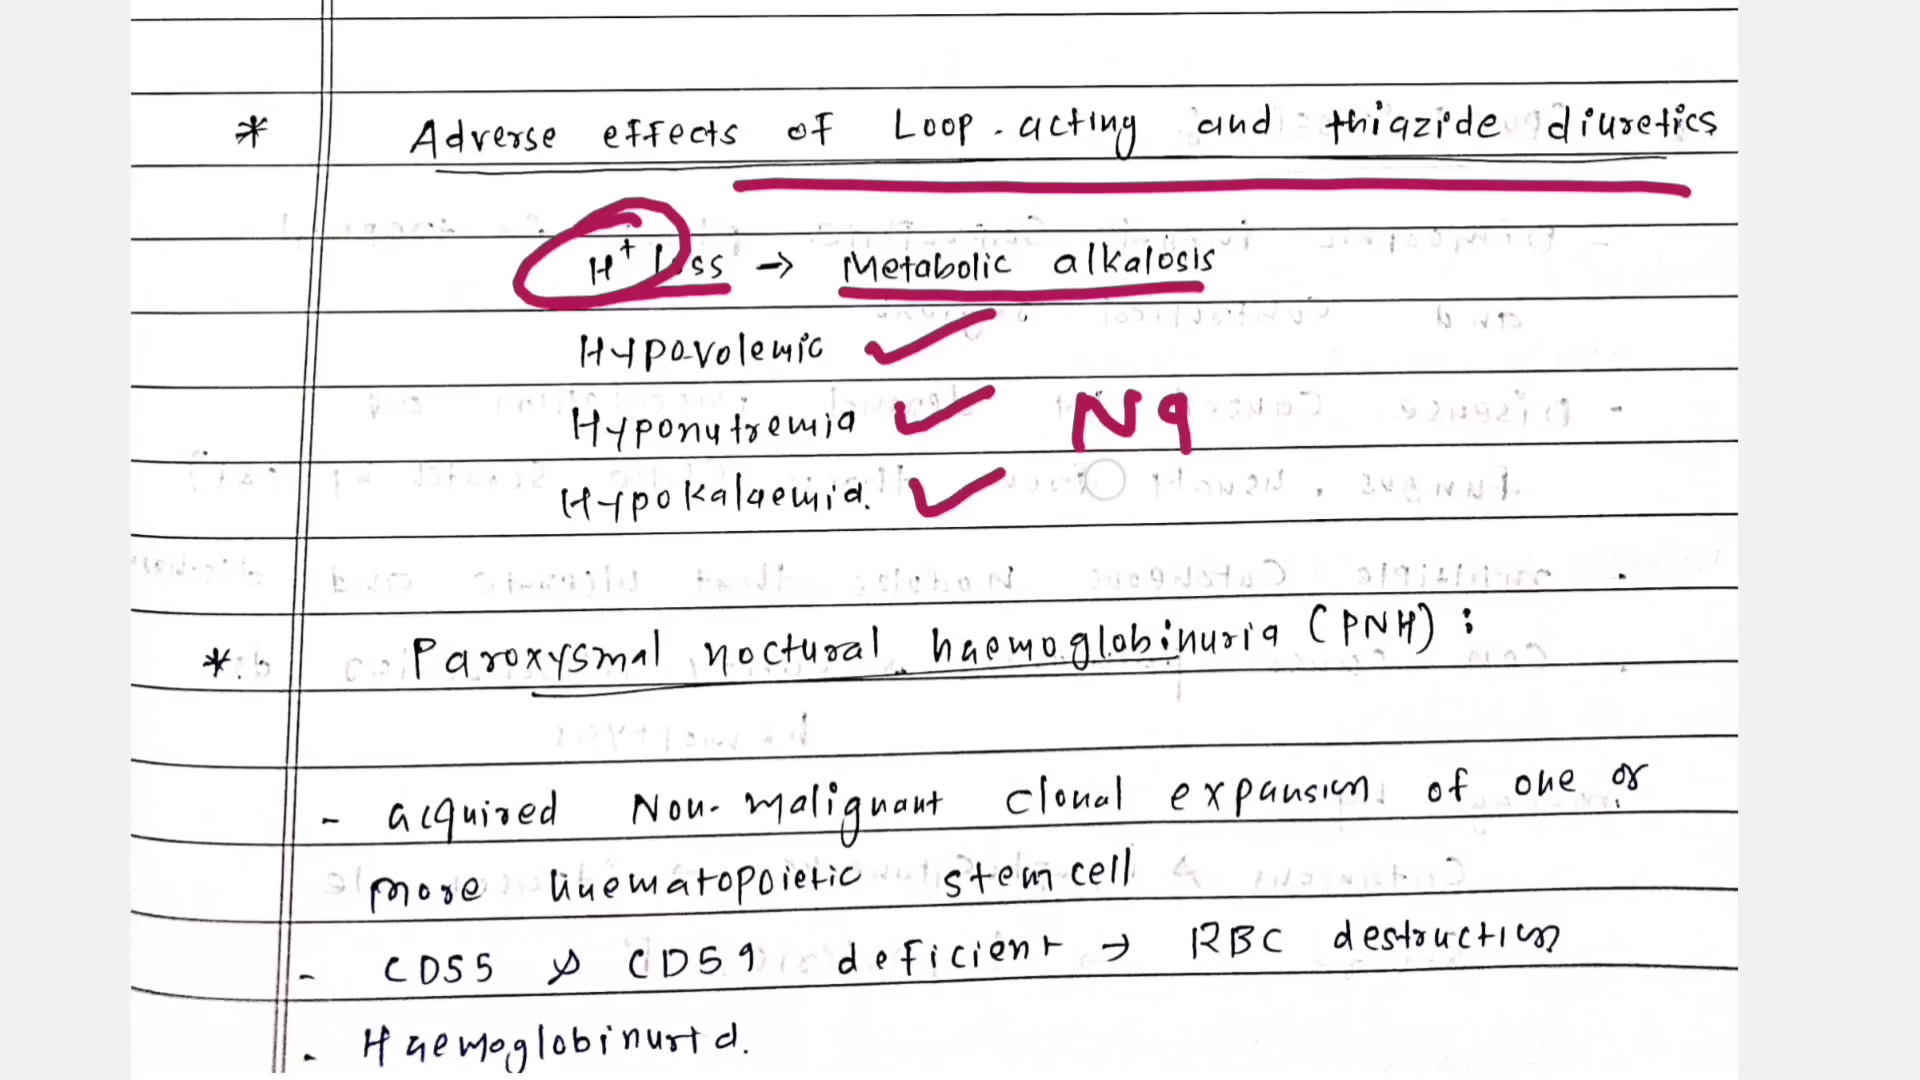 * Adverse effects of Loop-acting and thiazide diuretics
H+ loss → Metabolic alkalosis
Hypovolemic ✓
Hyponatremia ✓ Na
Hypokalaemia. ✓
* Paroxysmal noctural haemoglobinuria (PNH) :
- acquired Non-malignant clonal expansion of one or
more haematopoietic stem cell
- CD55 & CD59 deficient → RBC destruction
- Haemoglobinuria.